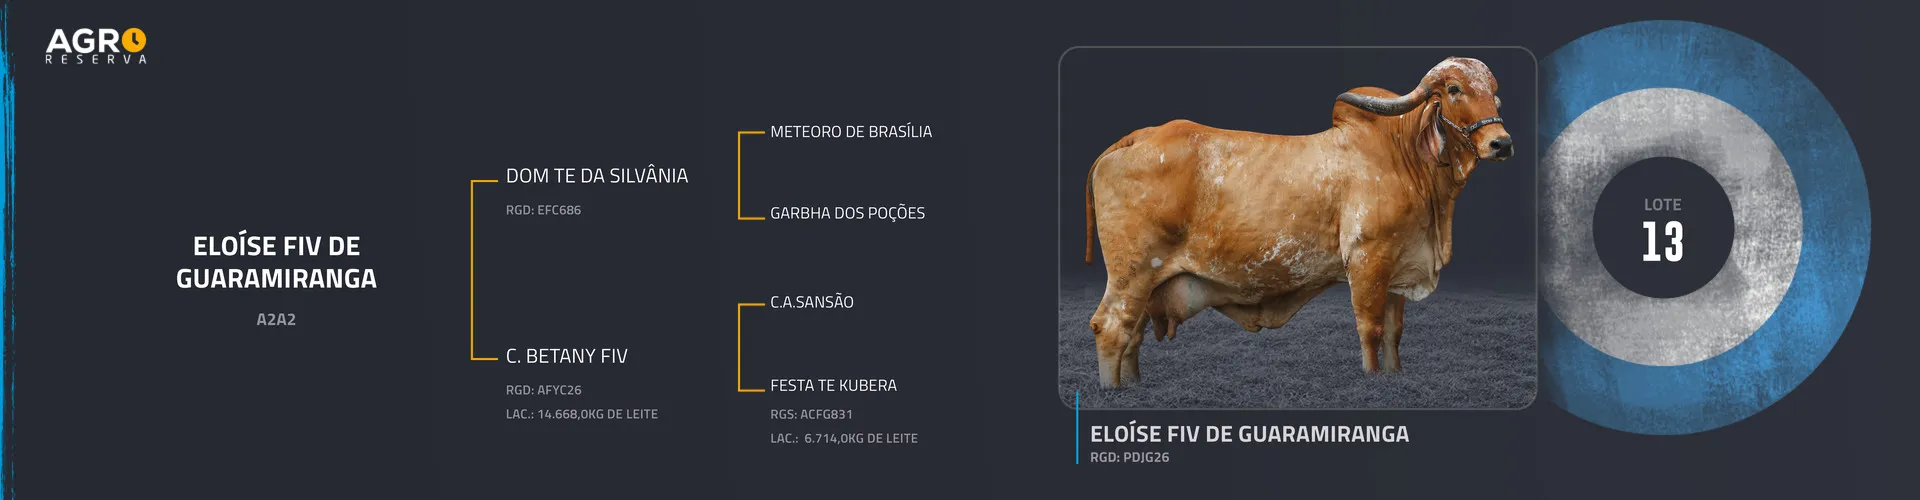 AGRO
RESERVA
ELOÍSE FIV DE
GUARAMIRANGA
A2A2
DOM TE DA SILVÂNIA
RGD: EFC686
C. BETANY FIV
RGD: AFYC26
LAC.: 14.668,0KG DE LEITE
METEORO DE BRASÍLIA
GARBHA DOS POÇÕES
C.A.SANSÃO
FESTA TE KUBERA
RGS: ACFG831
LAC.: 6.714,0KG DE LEITE
ELOÍSE FIV DE GUARAMIRANGA
RGD: PDJG26
LOTE
13